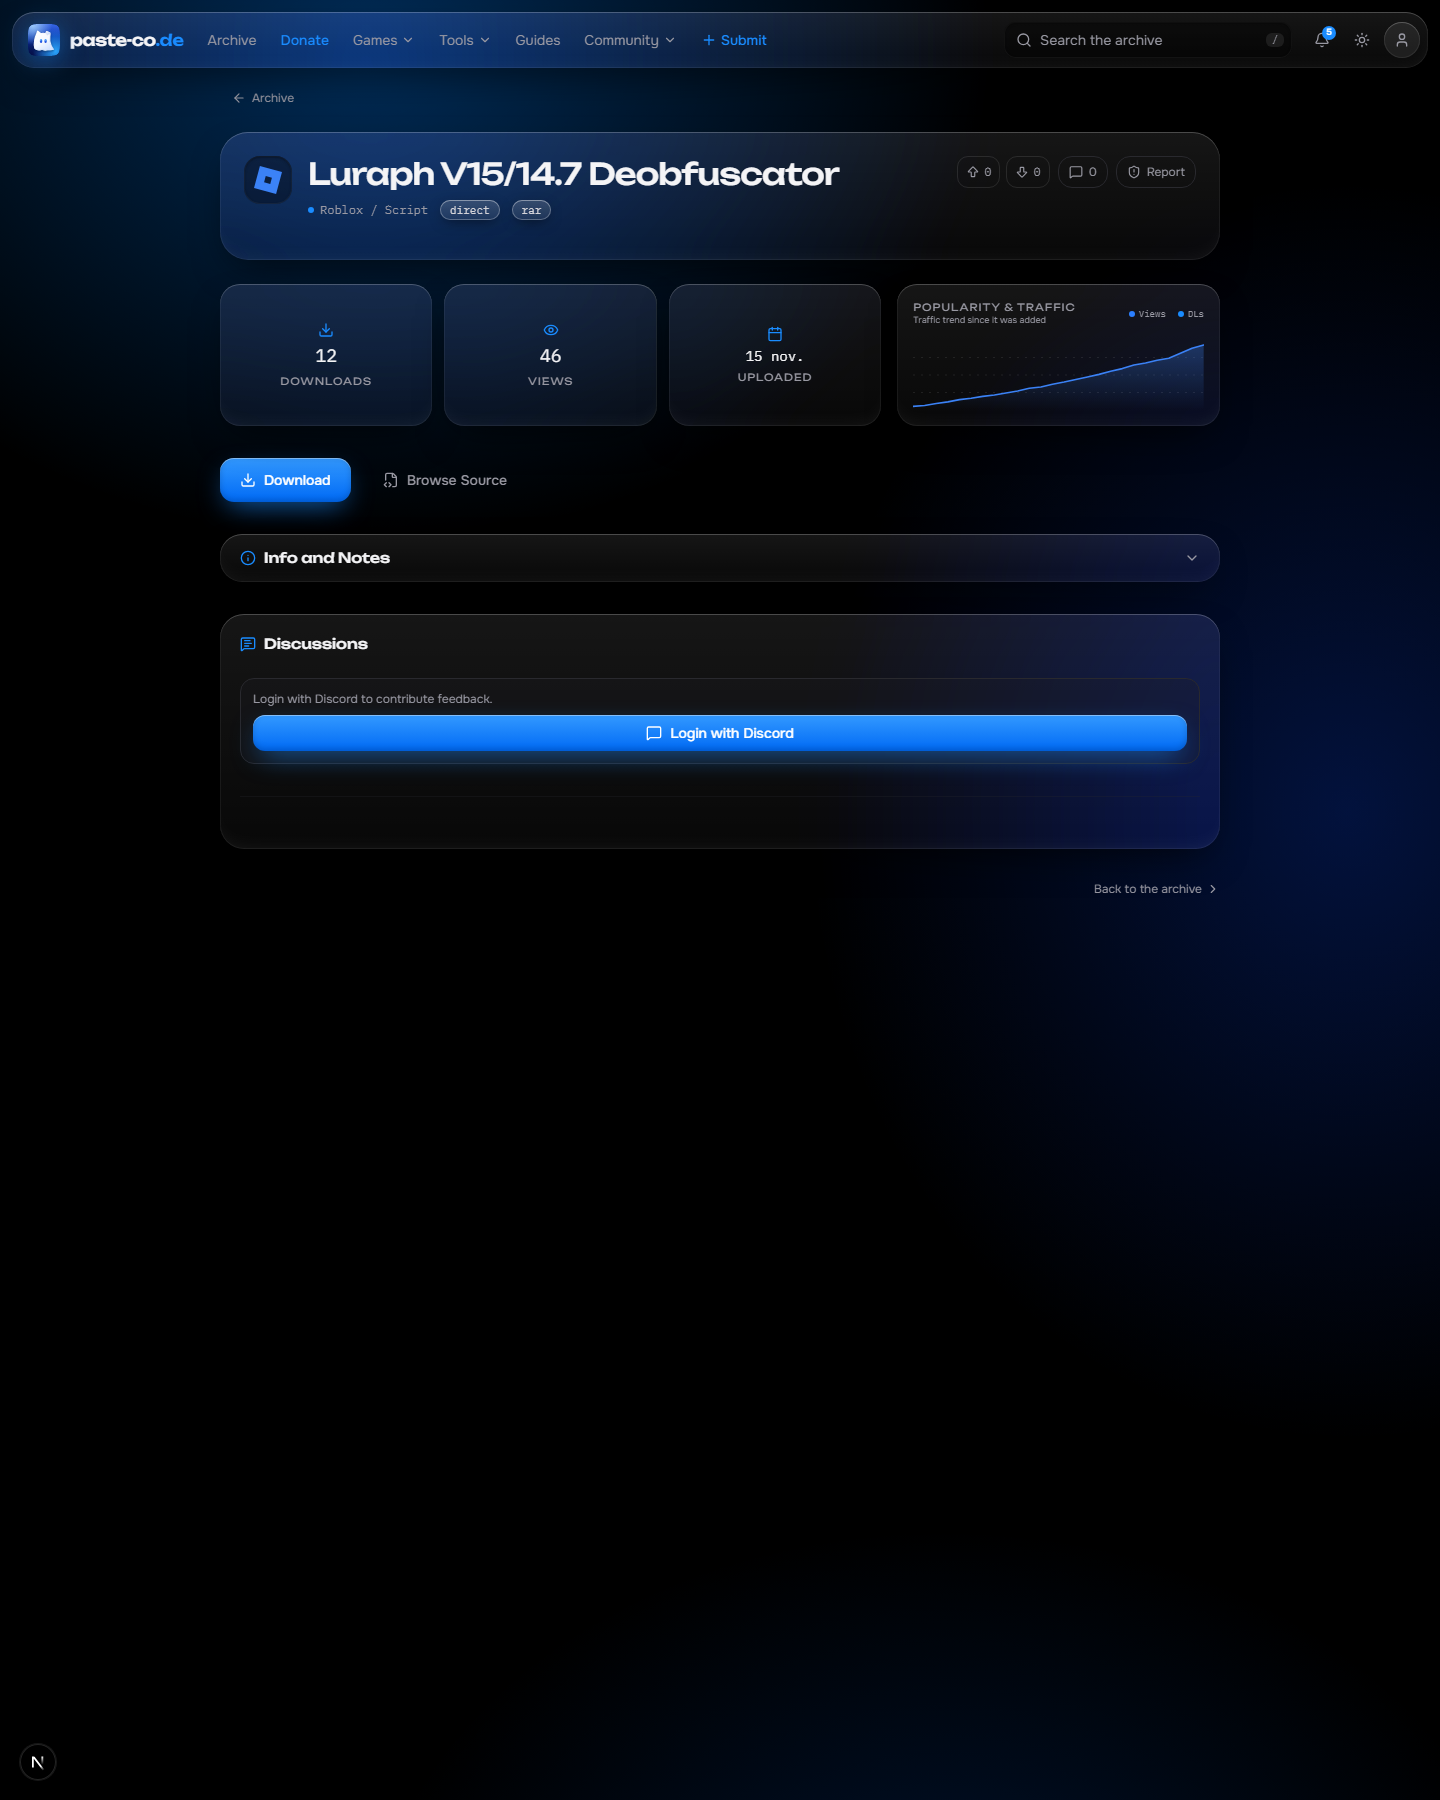 paste-co.de Archive Donate Games Tools Guides Community + Submit Search the archive / 5
Archive
Luraph V15/14.7 Deobfuscator 0 0 0 Report
Roblox / Script direct rar
12
DOWNLOADS
46
VIEWS
15 nov.
UPLOADED
POPULARITY & TRAFFIC
Traffic trend since it was added
Views DLs
Download Browse Source
Info and Notes
Discussions
Login with Discord to contribute feedback.
Login with Discord
Back to the archive
N